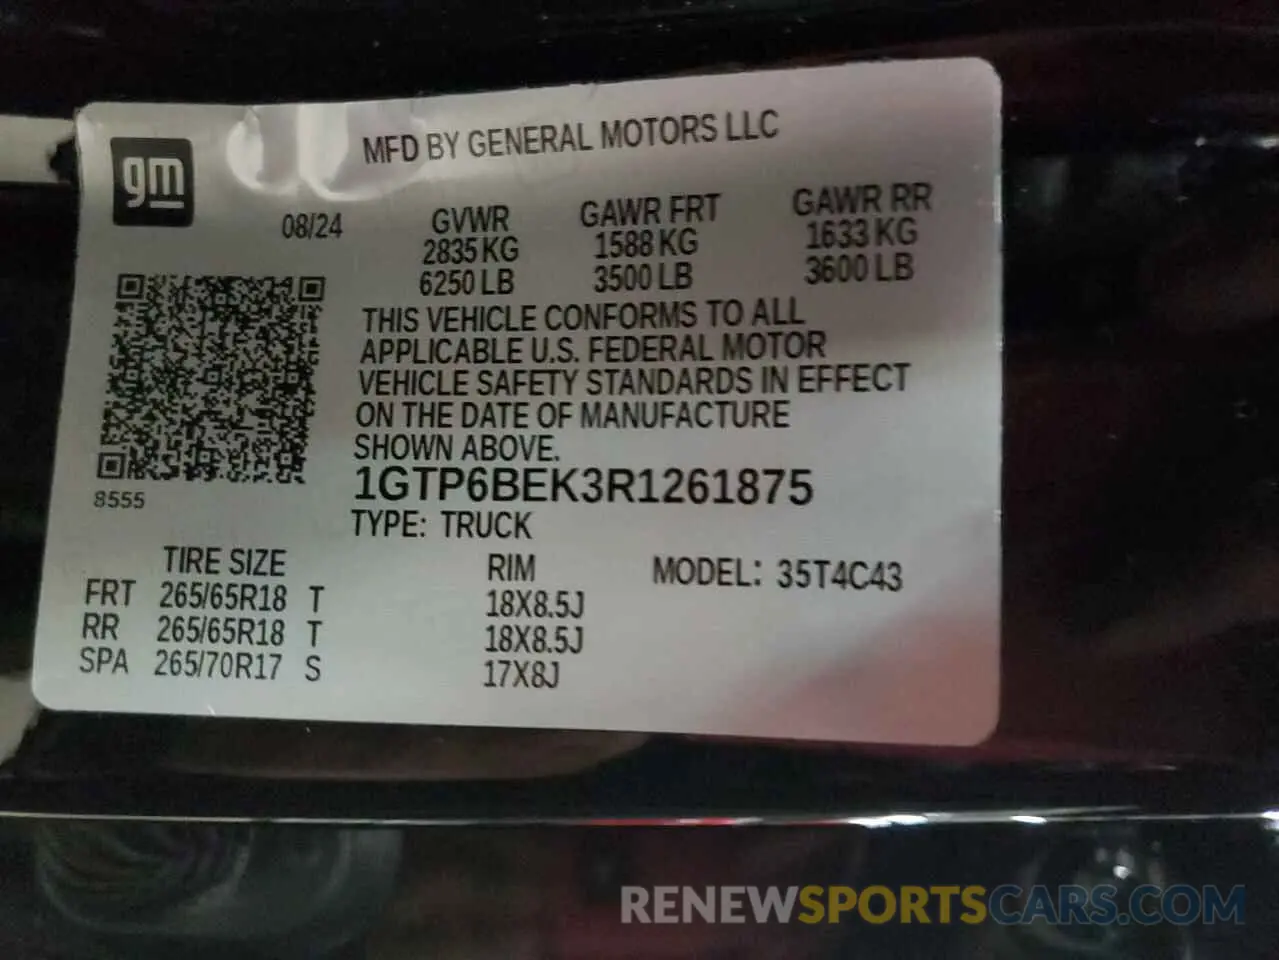 MFD BY GENERAL MOTORS LLC
gm
08/24 GVWR GAWR FRT GAWR RR
2835 KG 1588 KG 1633 KG
6250 LB 3500 LB 3600 LB
THIS VEHICLE CONFORMS TO ALL
APPLICABLE U.S. FEDERAL MOTOR
VEHICLE SAFETY STANDARDS IN EFFECT
ON THE DATE OF MANUFACTURE
SHOWN ABOVE.
8555
1GTP6BEK3R1261875
TYPE: TRUCK
TIRE SIZE RIM MODEL: 35T4C43
FRT 265/65R18 T 18X8.5J
RR 265/65R18 T 18X8.5J
SPA 265/70R17 S 17X8J
RENEWSPORTSCARS.COM